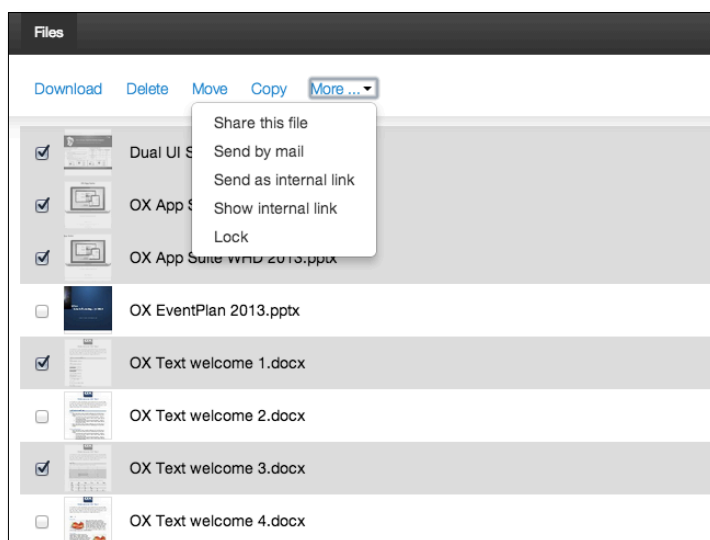 Files
Download Delete Move Copy More ...
Share this file
Send by mail
Send as internal link
Show internal link
Lock
Dual UI
OX App
OX App Suite WHD 2013.pptx
OX EventPlan 2013.pptx
OX Text welcome 1.docx
OX Text welcome 2.docx
OX Text welcome 3.docx
OX Text welcome 4.docx